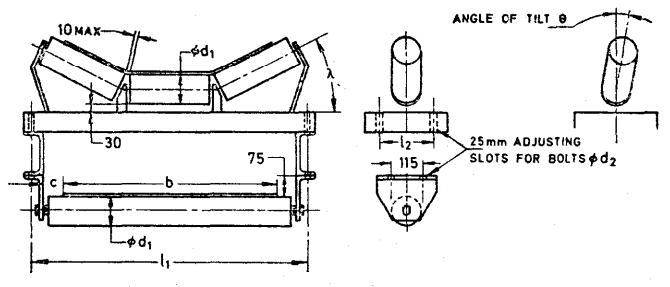 10 MAX
ϕd₁
λ
30
75
c
b
ϕd₁
l₁
ANGLE OF TILT θ
l₂
25mm ADJUSTING
SLOTS FOR BOLTS ϕd₂
115